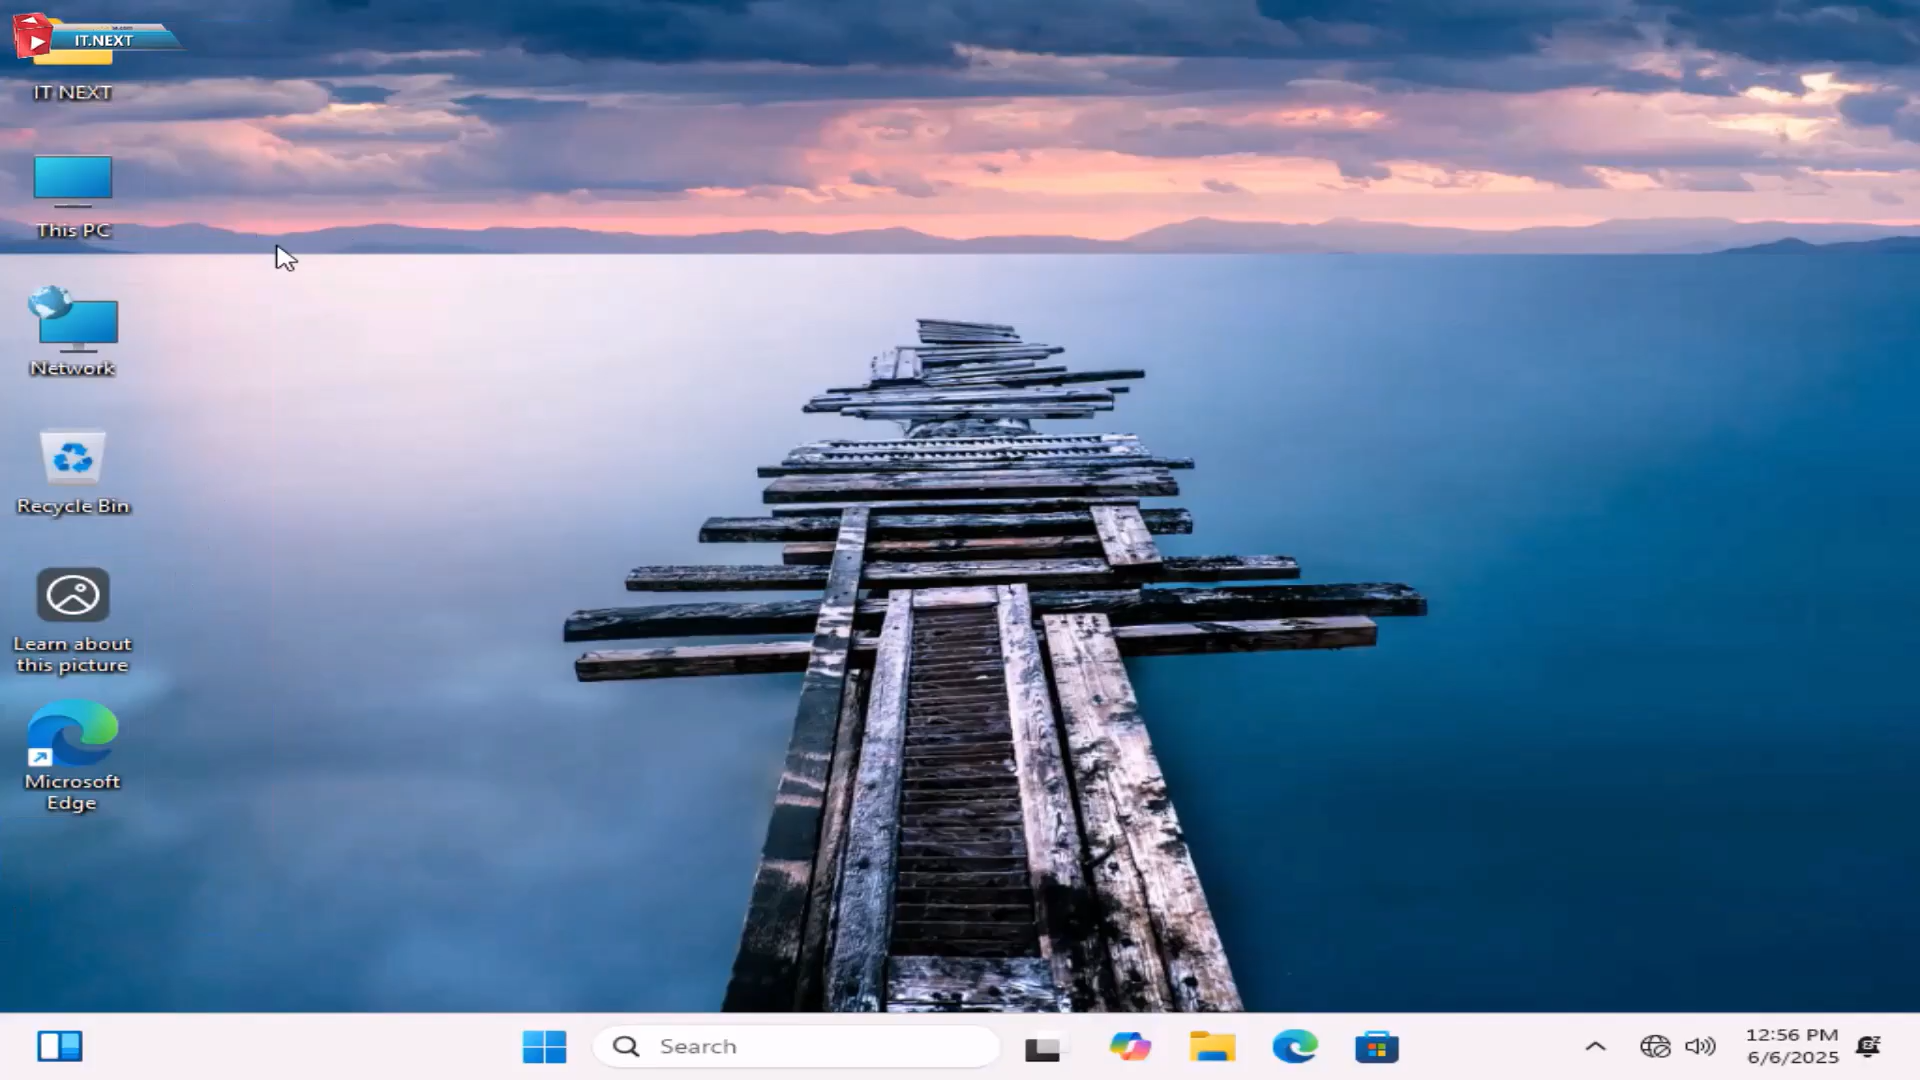 IT.NEXT
IT NEXT
This PC
Network
Recycle Bin
Learn about
this picture
Microsoft
Edge
Search
12:56 PM
6/6/2025